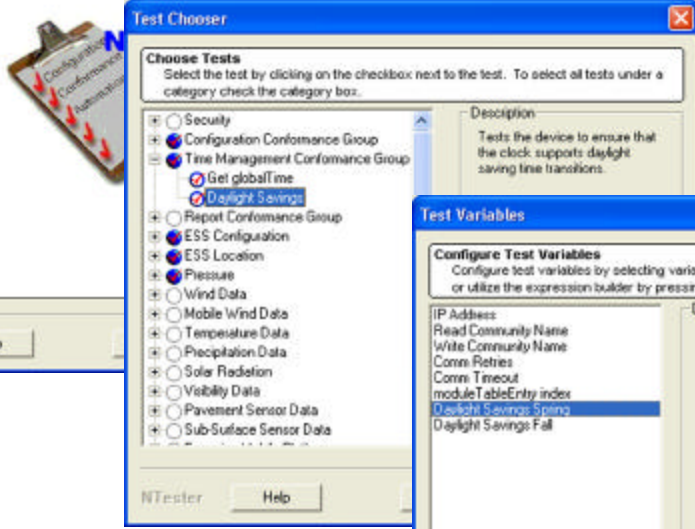 N
Configuration
Conformance
Automation
Test Chooser
Choose Tests
Select the test by clicking on the checkbox next to the test. To select all tests under a
category check the category box.
Security
Configuration Conformance Group
Time Management Conformance Group
Get globalTime
Daylight Savings
Report Conformance Group
ESS Configuration
ESS Location
Pressure
Wind Data
Mobile Wind Data
Temperature Data
Precipitation Data
Solar Radiation
Visibility Data
Pavement Sensor Data
Sub-Surface Sensor Data
Description
Tests the device to ensure that
the clock supports daylight
saving time transitions.
NTester
Help
Test Variables
Configure Test Variables
Configure test variables by selecting
or utilize the expression builder by
IP Address
Read Community Name
Write Community Name
Comm Retries
Comm Timeout
moduleTableEntry index
Daylight Savings Spring
Daylight Savings Fall